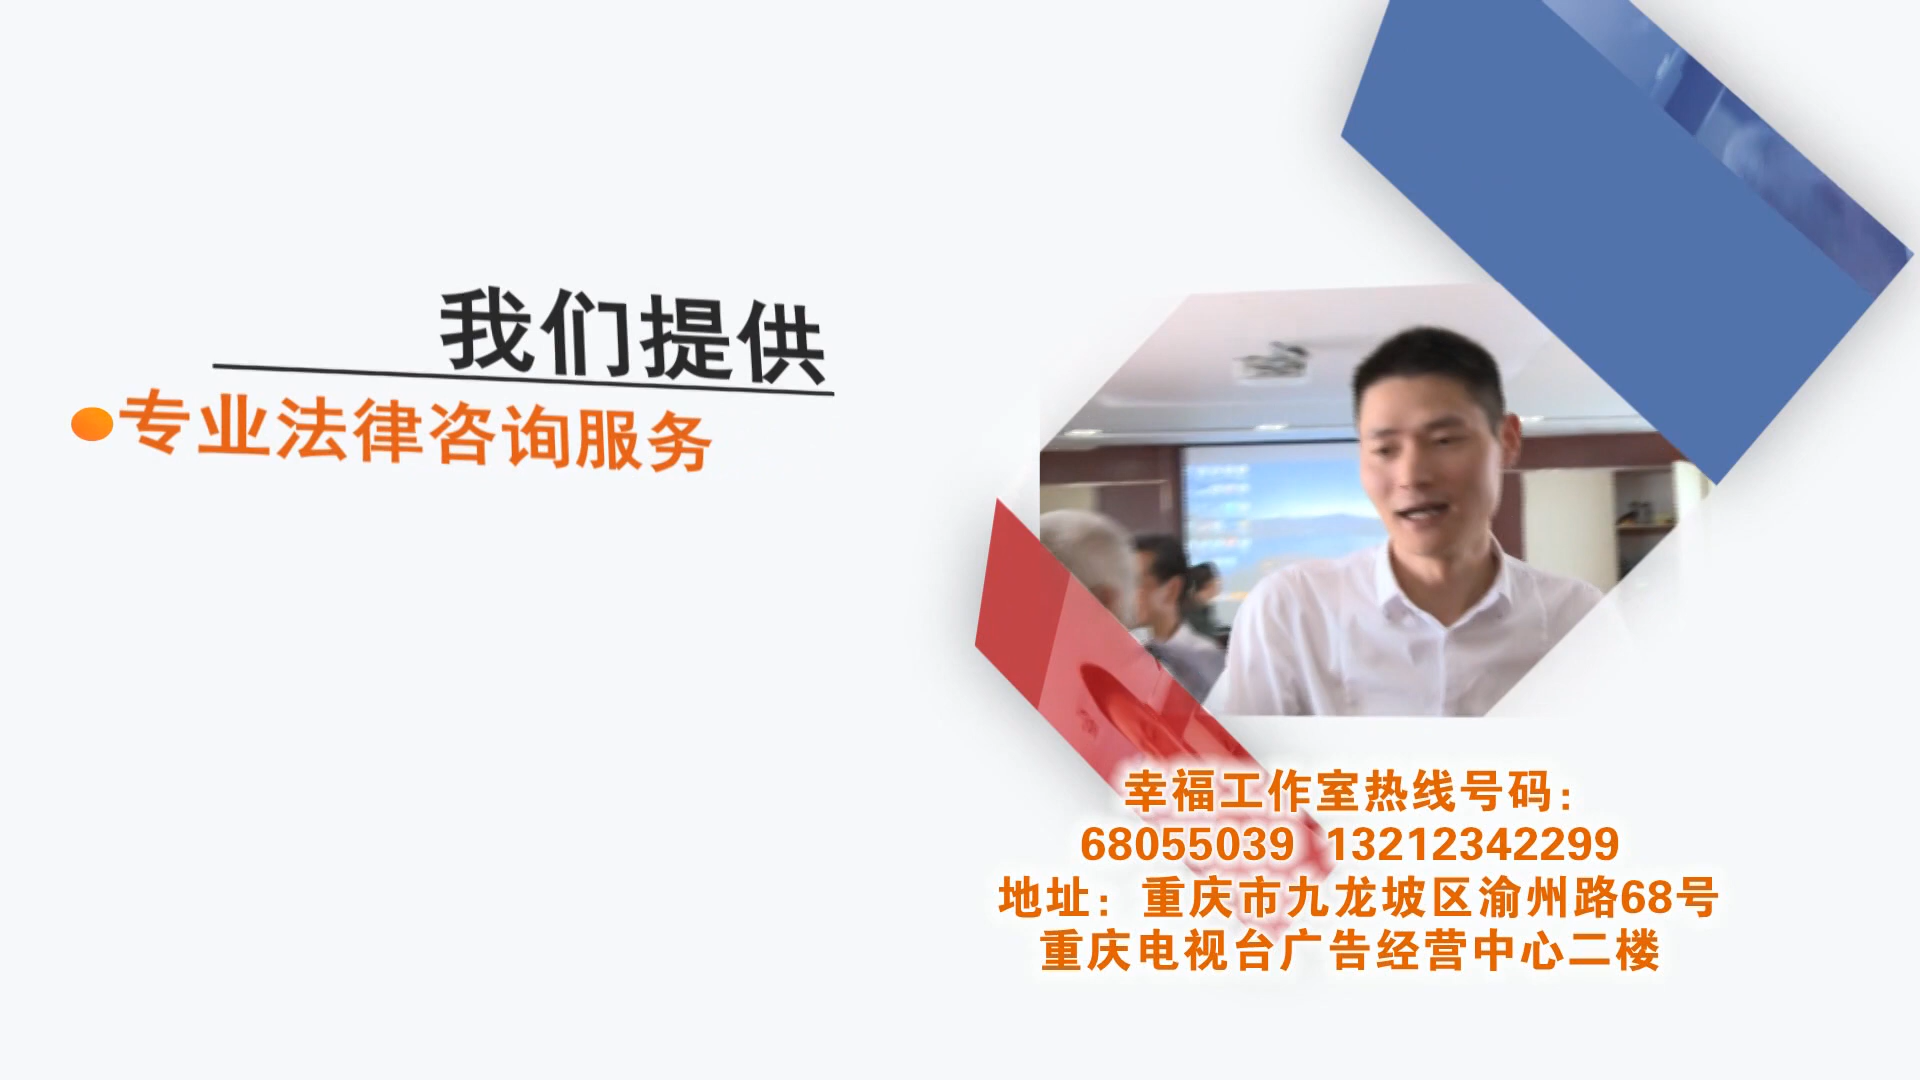 我们提供
专业法律咨询服务
幸福工作室热线号码：
68055039 13212342299
地址：重庆市九龙坡区渝州路68号
重庆电视台广告经营中心二楼